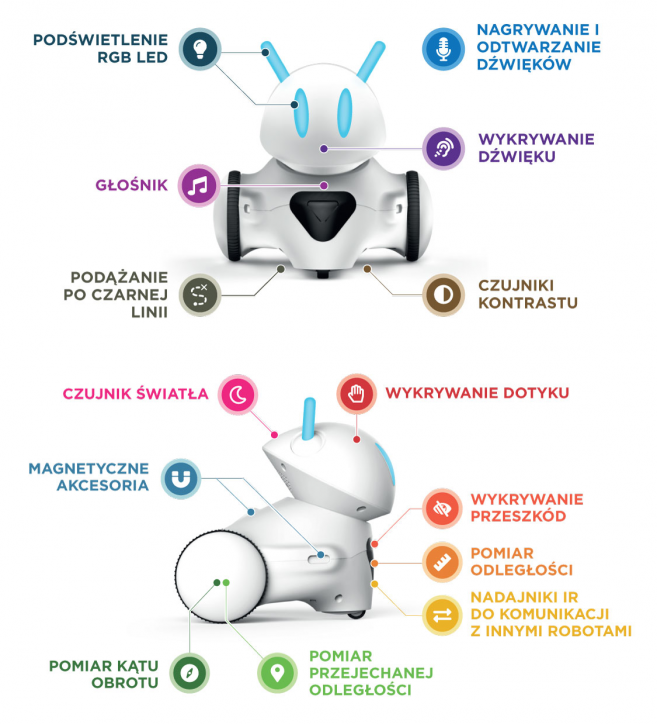 PODŚWIETLENIE
RGB LED
NAGRYWANIE I
ODTWARZANIE
DŹWIĘKÓW
WYKRYWANIE
DŹWIĘKU
GŁOŚNIK
PODĄŻANIE
PO CZARNEJ
LINII
CZUJNIKI
KONTRASTU
CZUJNIK ŚWIATŁA
WYKRYWANIE DOTYKU
MAGNETYCZNE
AKCESORIA
WYKRYWANIE
PRZESZKÓD
POMIAR
ODLEGŁOŚCI
NADAJNIKI IR
DO KOMUNIKACJI
Z INNYMI ROBOTAMI
POMIAR KĄTU
OBROTU
POMIAR
PRZEJECHANEJ
ODLEGŁOŚCI